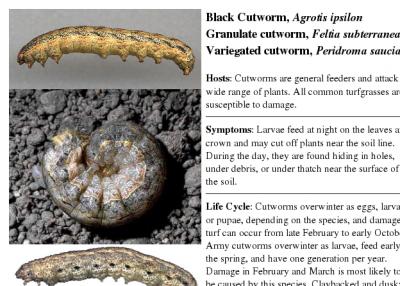 Black Cutworm, Agrotis ipsilon
Granulate cutworm, Feltia subterranea
Variegated cutworm, Peridroma saucia
Hosts: Cutworms are general feeders and attack
wide range of plants. All common turfgrasses are
susceptible to damage.
Symptoms: Larvae feed at night on the leaves a
crown and may cut off plants near the soil line.
During the day, they are found hiding in holes,
under debris, or under thatch near the surface of
the soil.
Life Cycle: Cutworms overwinter as eggs, larva
or pupae, depending on the species, and damage
turf can occur from late February to early Octob
Army cutworms overwinter as larvae, feed early
the spring, and have one generation per year.
Damage in February and March is most likely to
be caused by this species. Claybacked and dusky